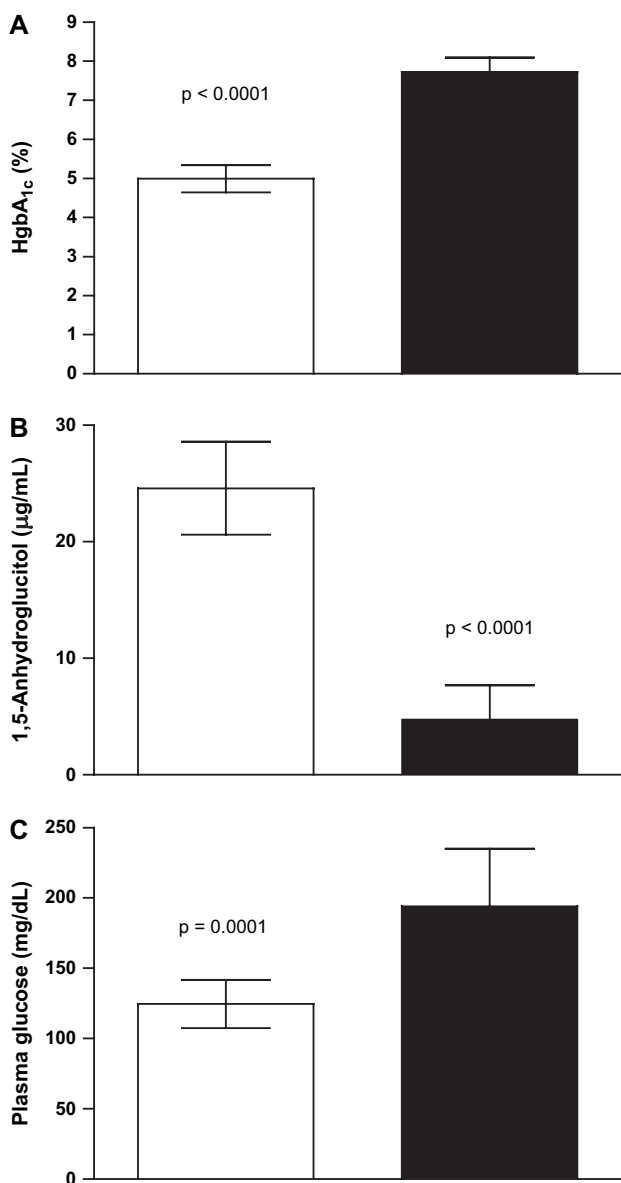 A
HgbA1c (%)
9
8
7
6
5
4
3
2
1
0
p < 0.0001
B
1,5-Anhydroglucitol (μg/mL)
30
20
10
0
p < 0.0001
C
Plasma glucose (mg/dL)
250
200
150
100
50
0
p = 0.0001